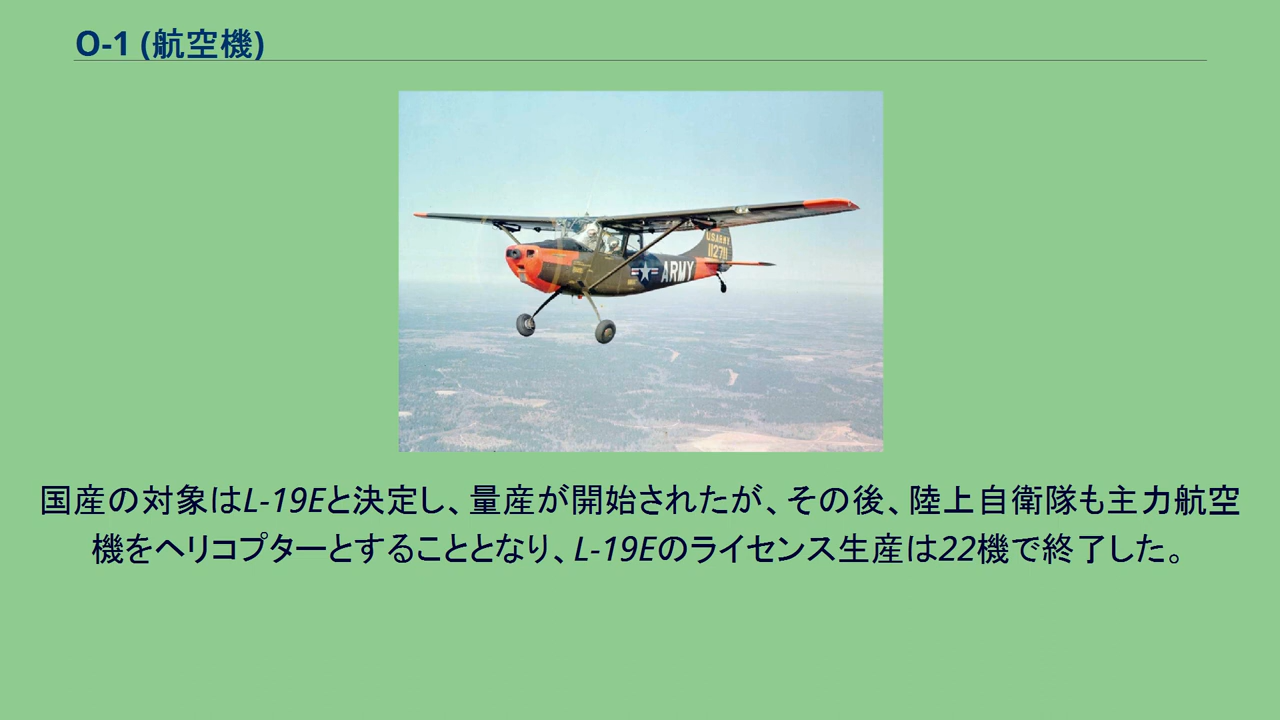 O-1 (航空機)
U.S.ARMY
112711
ARMY
国産の対象はL-19Eと決定し、量産が開始されたが、その後、陸上自衛隊も主力航空
機をヘリコプターとすることとなり、L-19Eのライセンス生産は22機で終了した。